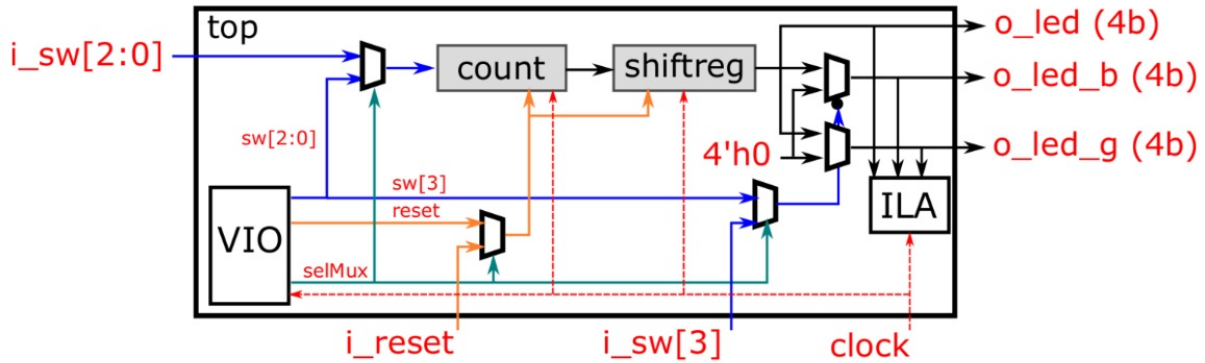 top
o_led (4b)
i_sw[2:0]
count
shiftreg
o_led_b (4b)
sw[2:0]
4'h0
o_led_g (4b)
sw[3]
VIO
reset
ILA
selMux
i_reset
i_sw[3]
clock